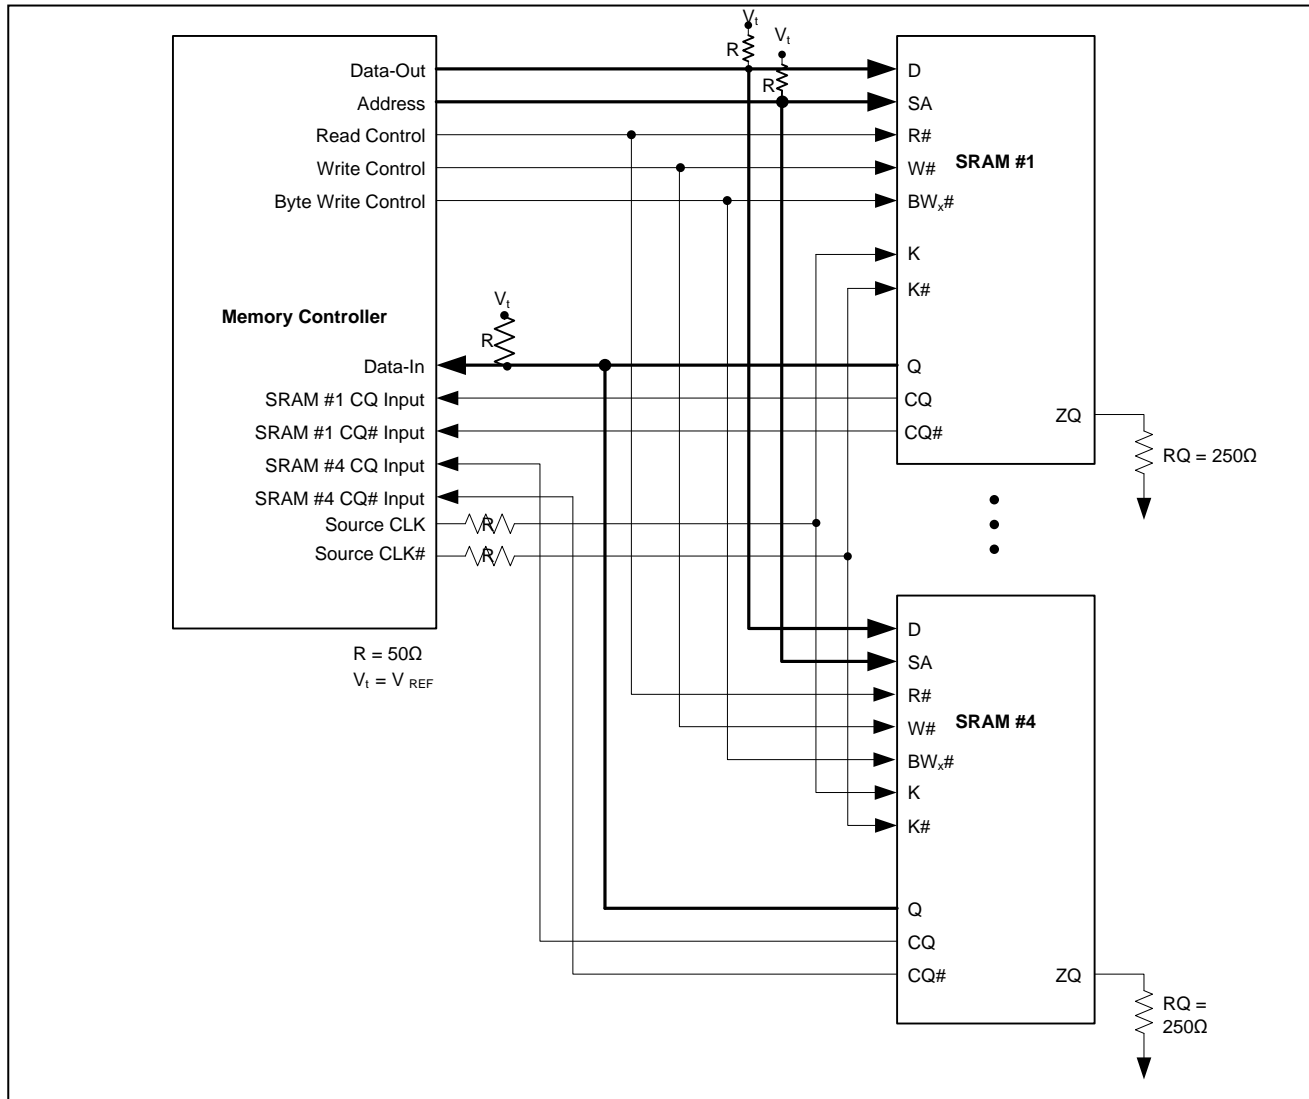 Vt
Vt
R
R
Data-Out
Address
Read Control
Write Control
Byte Write Control
Memory Controller
Vt
R
Data-In
SRAM #1 CQ Input
SRAM #1 CQ# Input
SRAM #4 CQ Input
SRAM #4 CQ# Input
Source CLK
R
Source CLK#
R
R = 50Ω
Vt = V REF
D
SA
R#
SRAM #1
W#
BWx#
K
K#
Q
CQ
CQ#
ZQ
RQ = 250Ω
D
SA
R#
SRAM #4
W#
BWx#
K
K#
Q
CQ
CQ#
ZQ
RQ =
250Ω